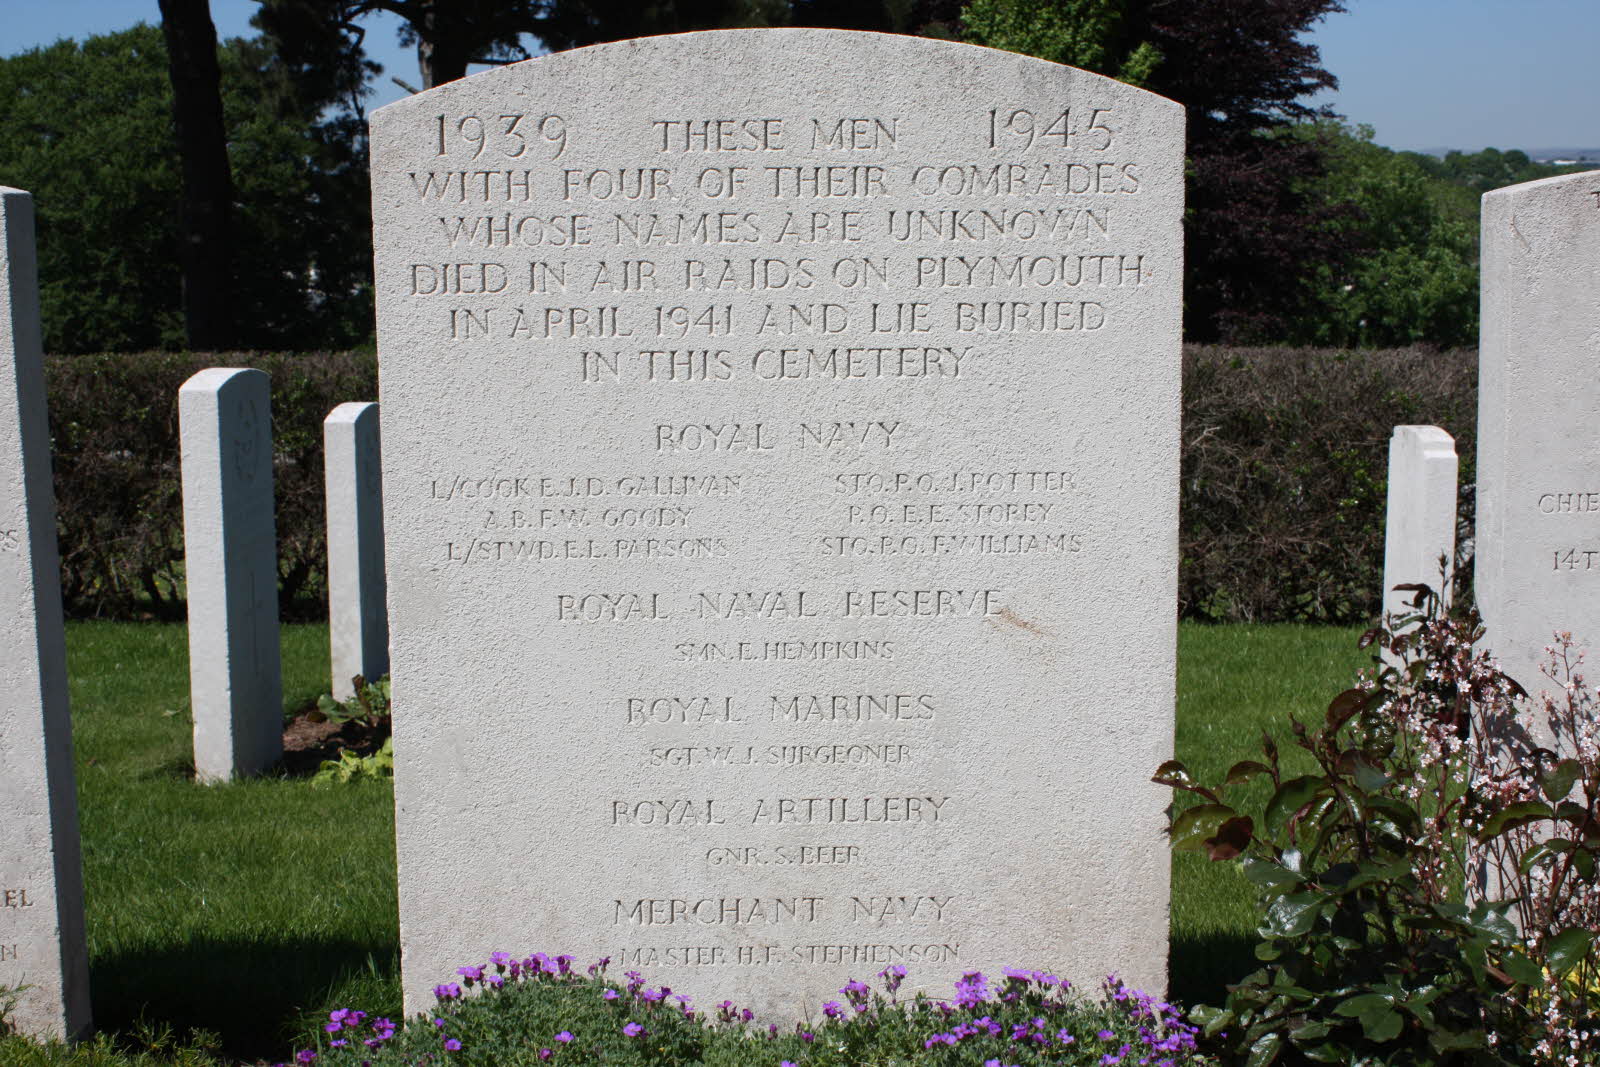 1939 THESE MEN 1945
WITH FOUR OF THEIR COMRADES
WHOSE NAMES ARE UNKNOWN
DIED IN AIR RAIDS ON PLYMOUTH
IN APRIL 1941 AND LIE BURIED
IN THIS CEMETERY
ROYAL NAVY
L/COOK E.J.D. GALLIVAN STO.P.O. J. POTTER
A.B. F.W. GOODY P.O. E.E. STOREY
L/STWD. E.L. PARSONS STO.P.O. F. WILLIAMS
ROYAL NAVAL RESERVE
SMN. E. HEMPKINS
ROYAL MARINES
SGT. W.J. SURGEONER
ROYAL ARTILLERY
GNR. S. BEER
MERCHANT NAVY
MASTER H.F. STEPHENSON
CHIE
14T